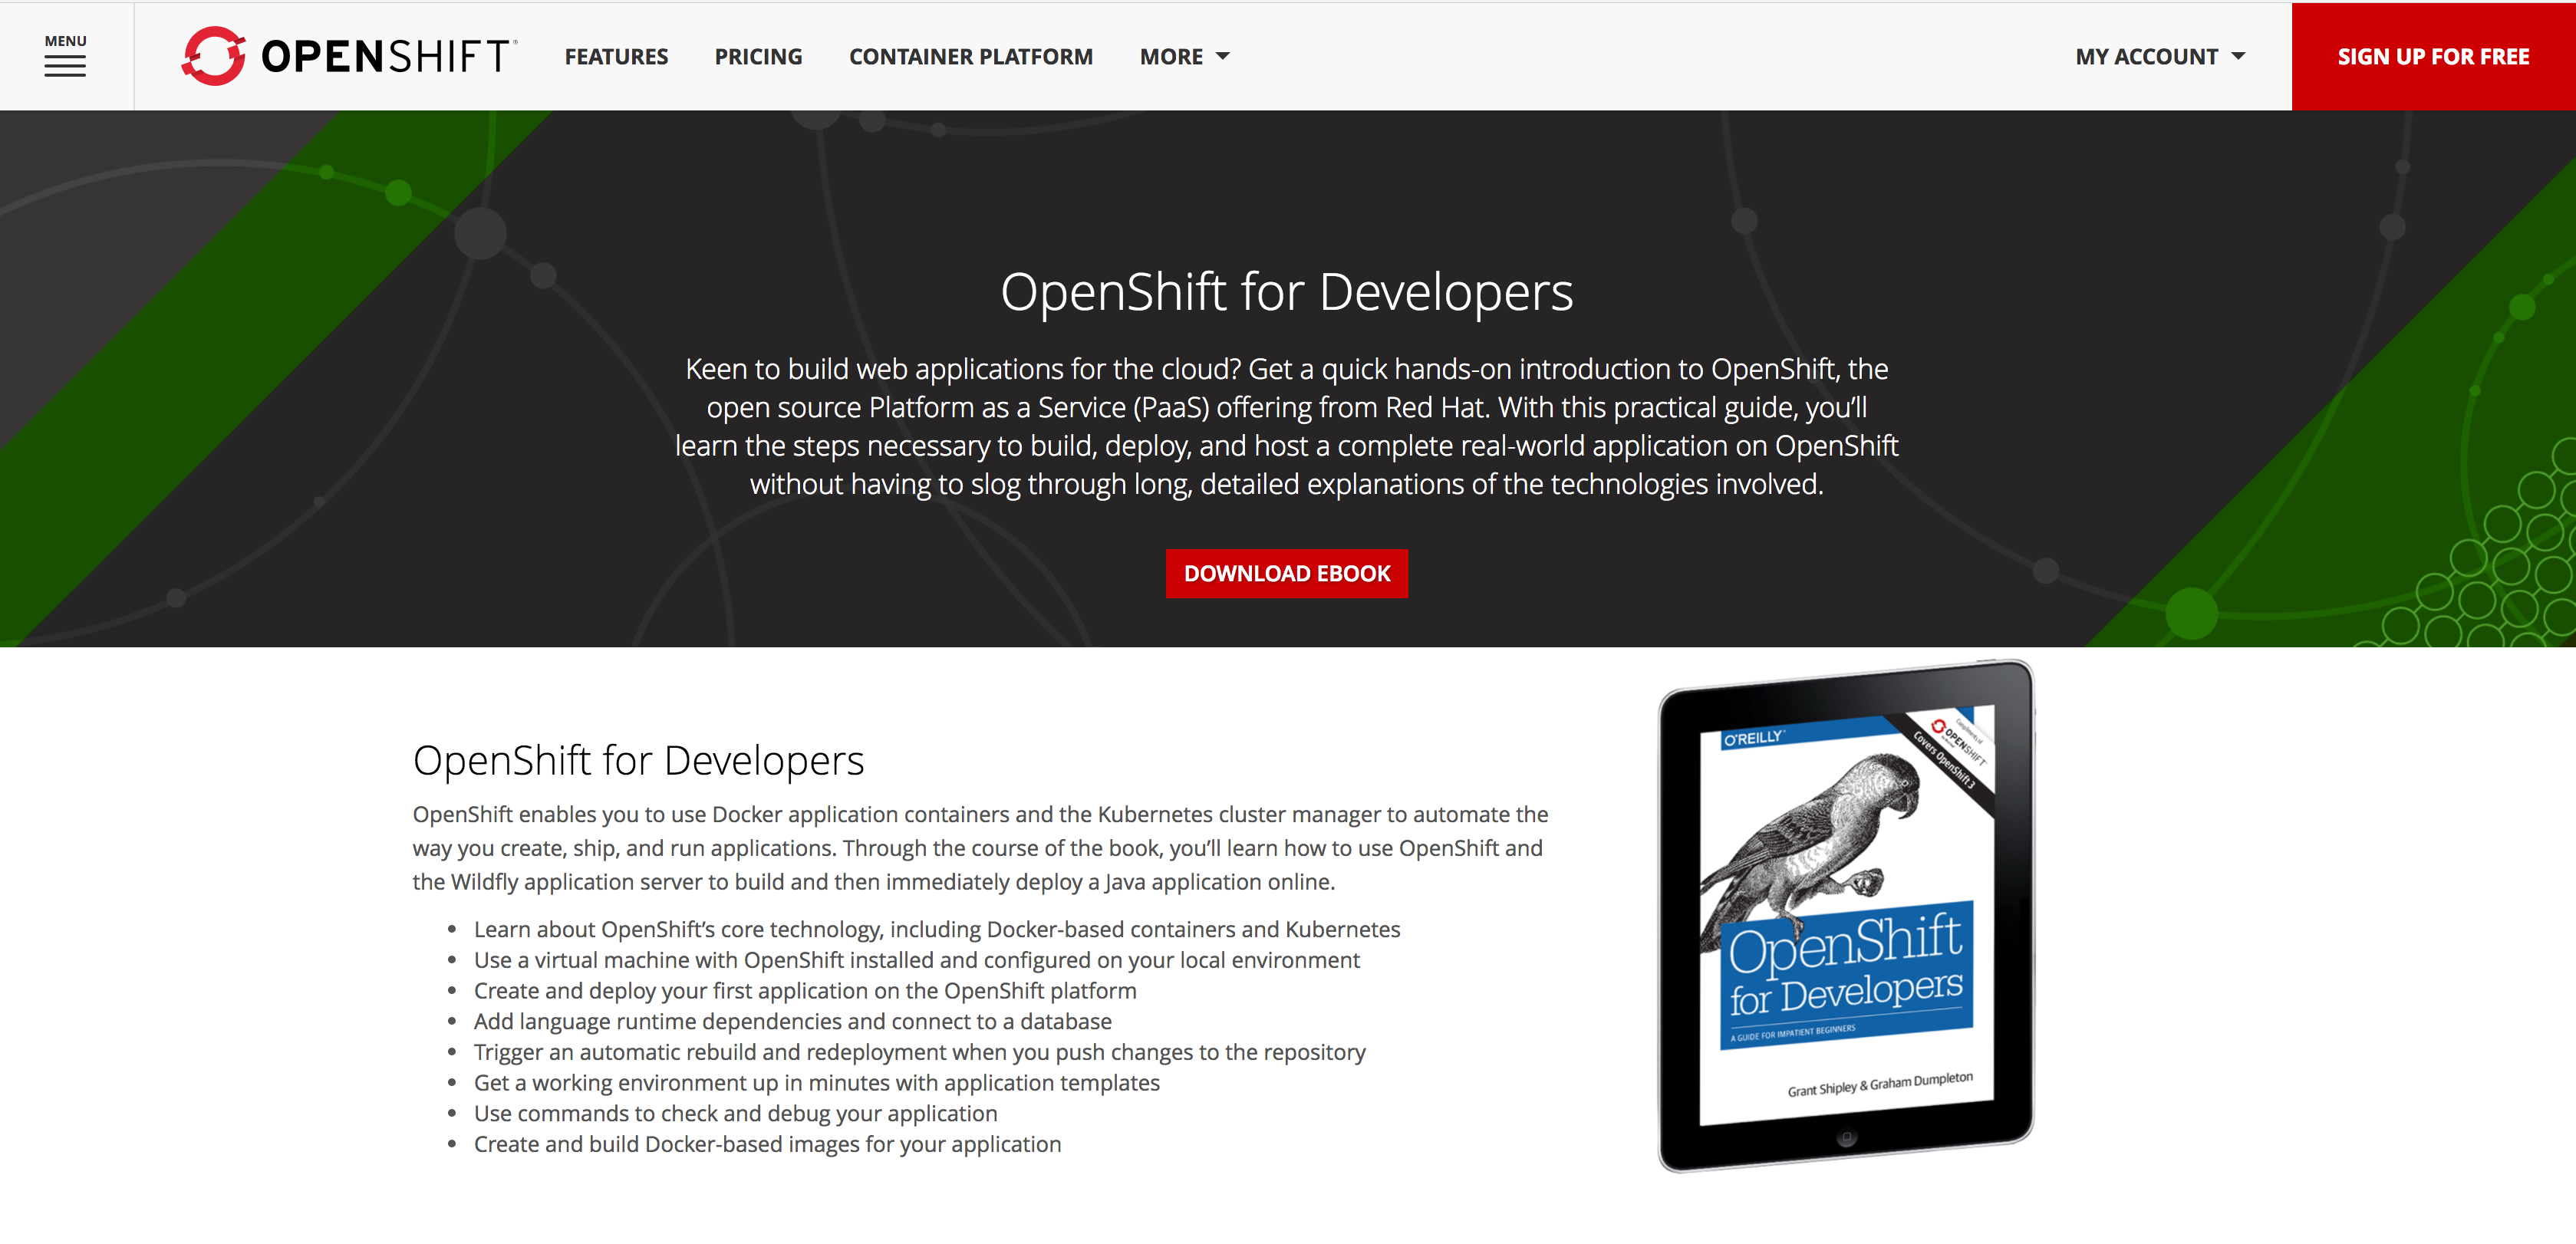 MENU
OPENSHIFT
FEATURES
PRICING
CONTAINER PLATFORM
MORE
MY ACCOUNT
SIGN UP FOR FREE
OpenShift for Developers
Keen to build web applications for the cloud? Get a quick hands-on introduction to OpenShift, the
open source Platform as a Service (PaaS) offering from Red Hat. With this practical guide, you’ll
learn the steps necessary to build, deploy, and host a complete real-world application on OpenShift
without having to slog through long, detailed explanations of the technologies involved.
DOWNLOAD EBOOK
OpenShift for Developers
OpenShift enables you to use Docker application containers and the Kubernetes cluster manager to automate the
way you create, ship, and run applications. Through the course of the book, you’ll learn how to use OpenShift and
the Wildfly application server to build and then immediately deploy a Java application online.
• Learn about OpenShift’s core technology, including Docker-based containers and Kubernetes
• Use a virtual machine with OpenShift installed and configured on your local environment
• Create and deploy your first application on the OpenShift platform
• Add language runtime dependencies and connect to a database
• Trigger an automatic rebuild and redeployment when you push changes to the repository
• Get a working environment up in minutes with application templates
• Use commands to check and debug your application
• Create and build Docker-based images for your application
O'REILLY
Compliments of
OPENSHIFT
Covers OpenShift 3
OpenShift
for Developers
A GUIDE FOR IMPATIENT BEGINNERS
Grant Shipley & Graham Dumpleton